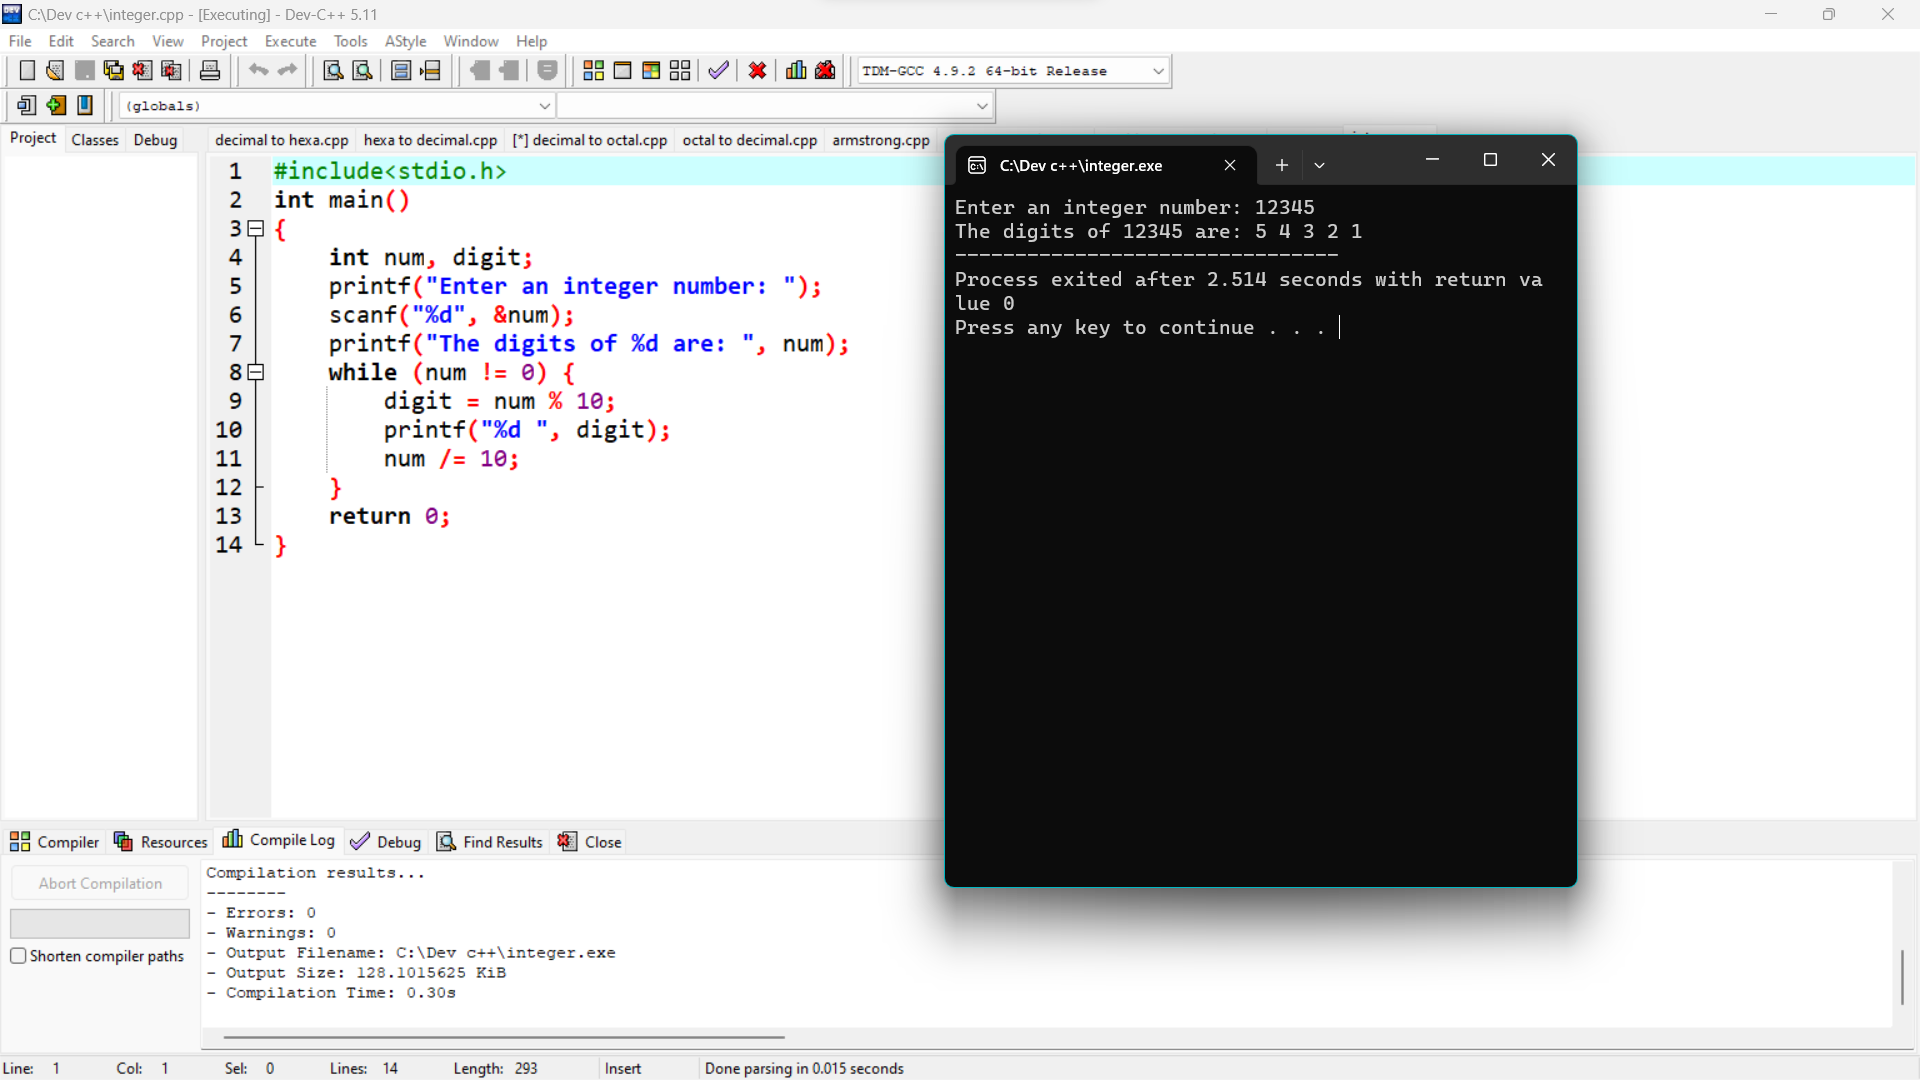 C:\Dev c++\integer.cpp - [Executing] - Dev-C++ 5.11
File Edit Search View Project Execute Tools AStyle Window Help
TDM-GCC 4.9.2 64-bit Release
(globals)
Project Classes Debug
decimal to hexa.cpp hexa to decimal.cpp [*] decimal to octal.cpp octal to decimal.cpp armstrong.cpp
1 #include<stdio.h>
2 int main()
3 {
4 int num, digit;
5 printf("Enter an integer number: ");
6 scanf("%d", &num);
7 printf("The digits of %d are: ", num);
8 while (num != 0) {
9 digit = num % 10;
10 printf("%d ", digit);
11 num /= 10;
12 }
13 return 0;
14 }
C:\Dev c++\integer.exe
Enter an integer number: 12345
The digits of 12345 are: 5 4 3 2 1
--------------------------------
Process exited after 2.514 seconds with return va
lue 0
Press any key to continue . . .
Compiler Resources Compile Log Debug Find Results Close
Abort Compilation
Shorten compiler paths
Compilation results...
--------
- Errors: 0
- Warnings: 0
- Output Filename: C:\Dev c++\integer.exe
- Output Size: 128.1015625 KiB
- Compilation Time: 0.30s
Line: 1 Col: 1 Sel: 0 Lines: 14 Length: 293 Insert Done parsing in 0.015 seconds